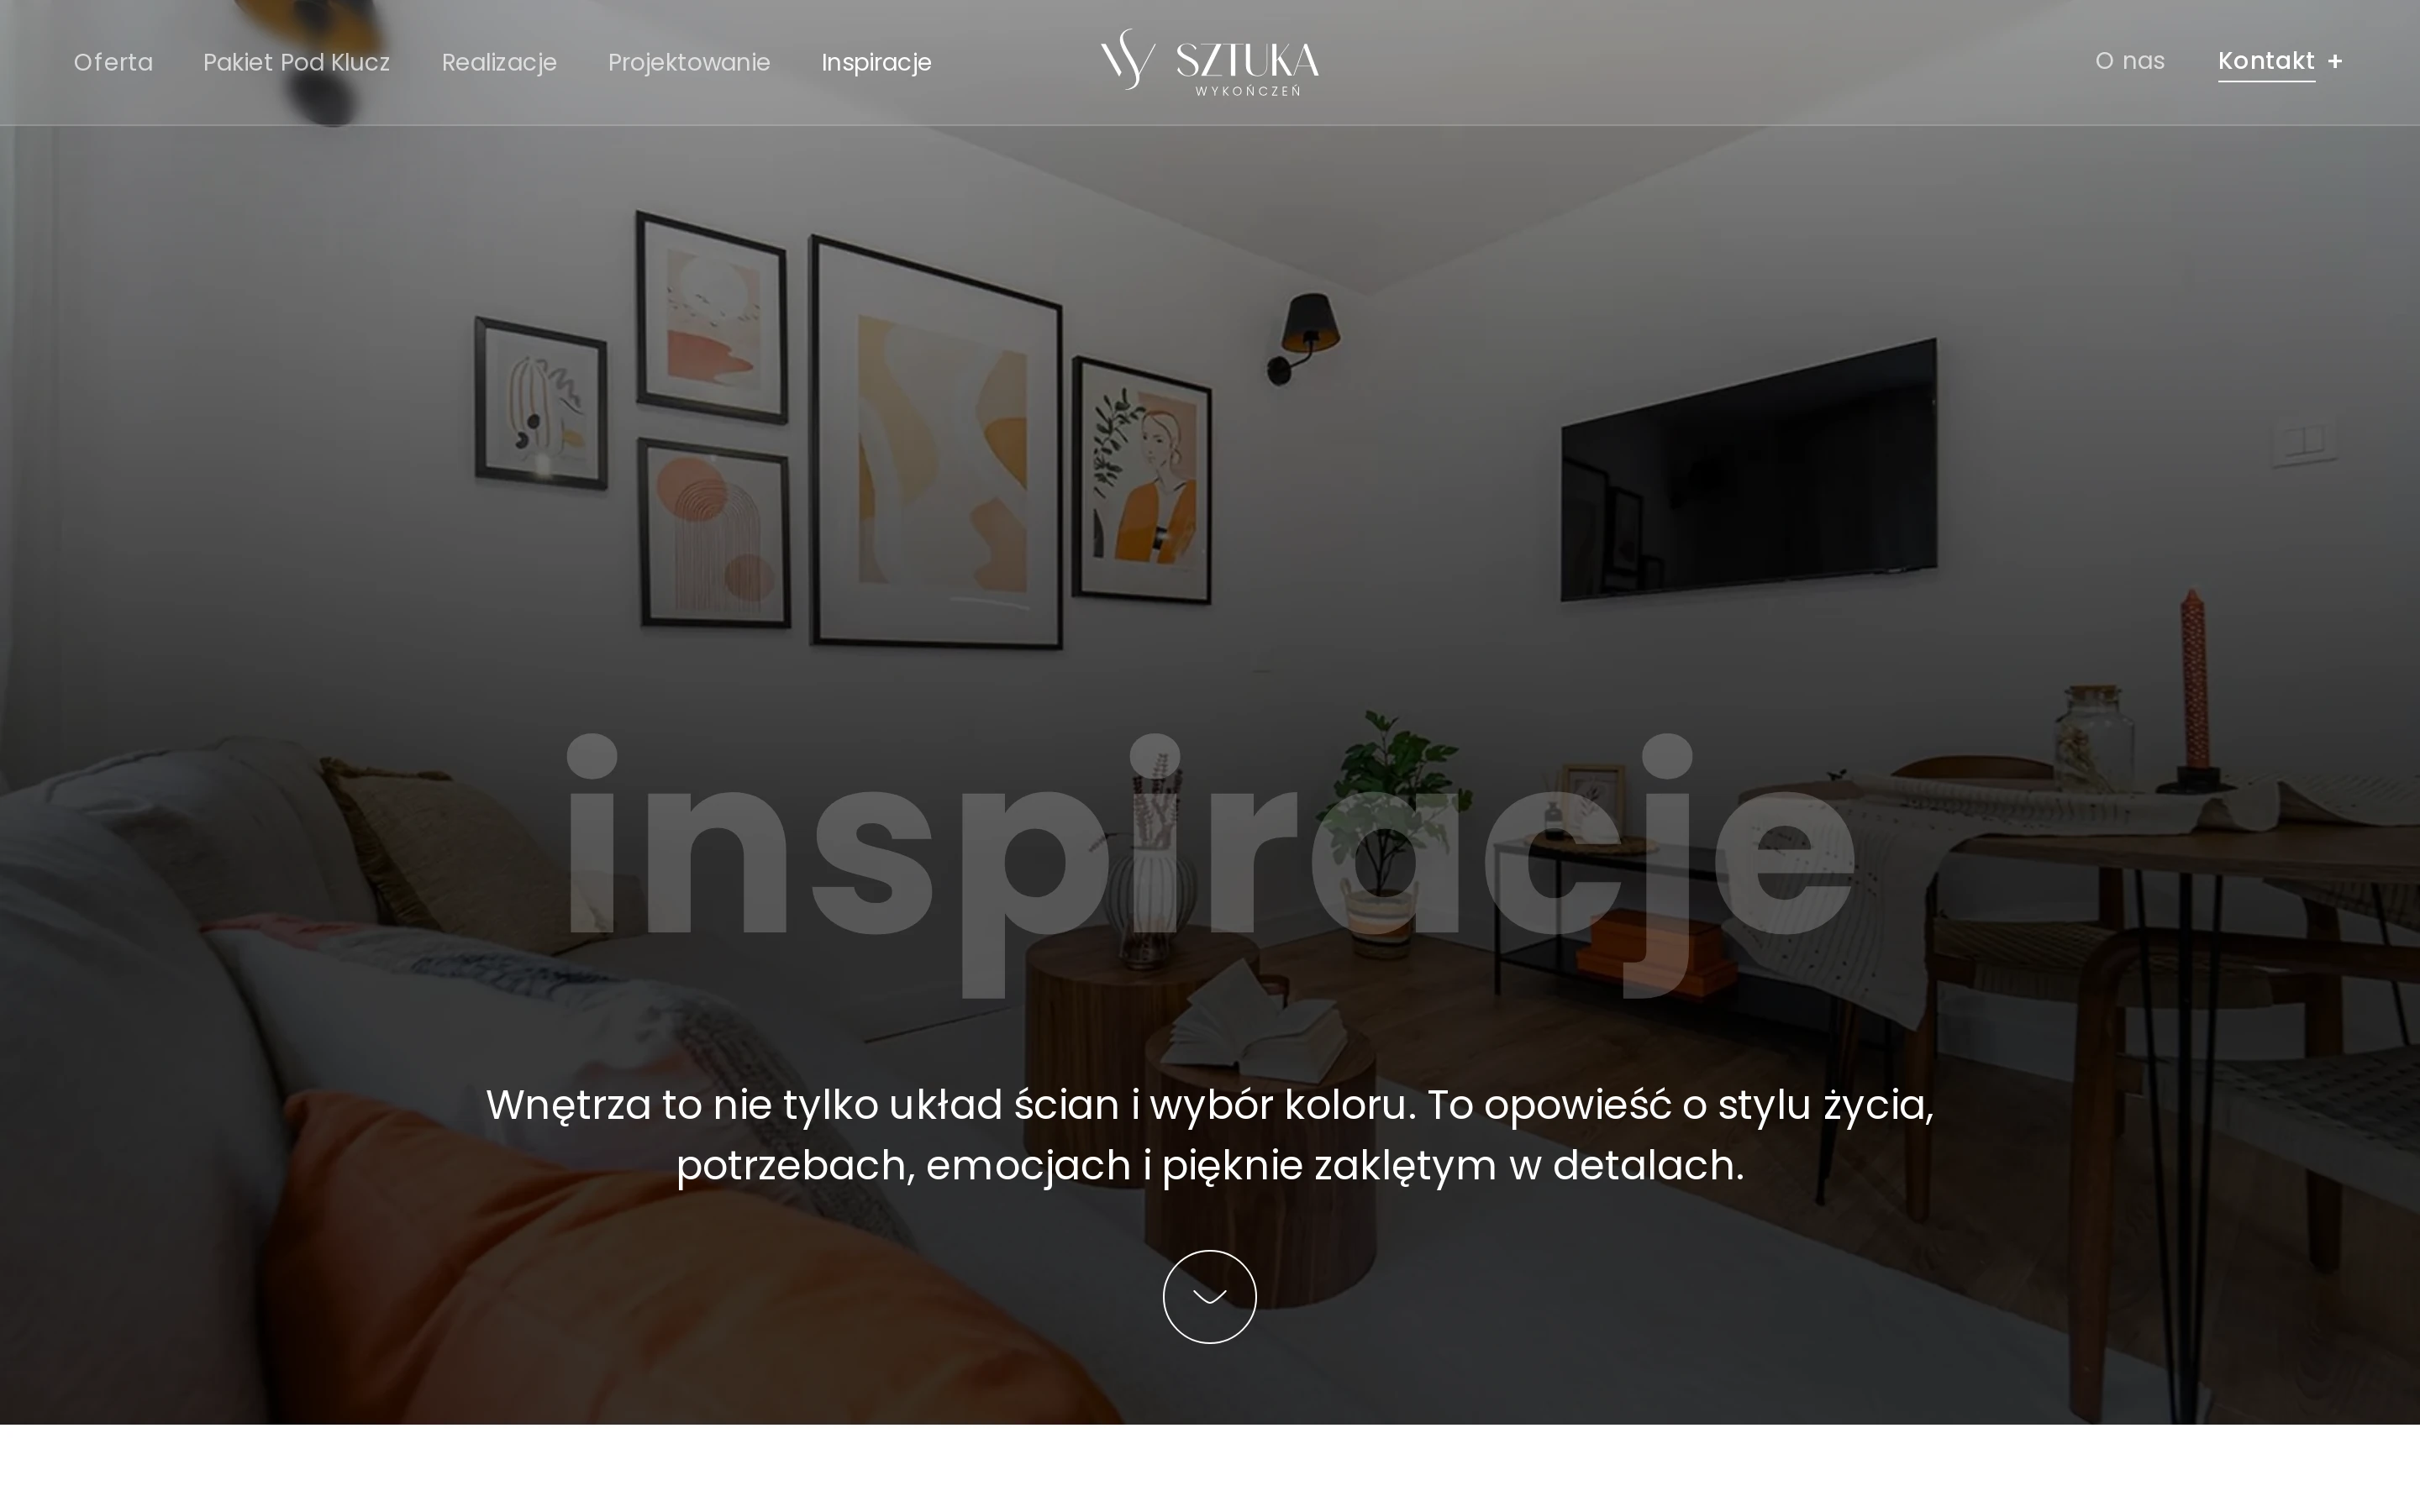 Oferta
Pakiet Pod Klucz
Realizacje
Projektowanie
Inspiracje
SZTUKA
WYKOŃCZEŃ
O nas
Kontakt +
inspiracje
Wnętrza to nie tylko układ ścian i wybór koloru. To opowieść o stylu życia,
potrzebach, emocjach i pięknie zaklętym w detalach.